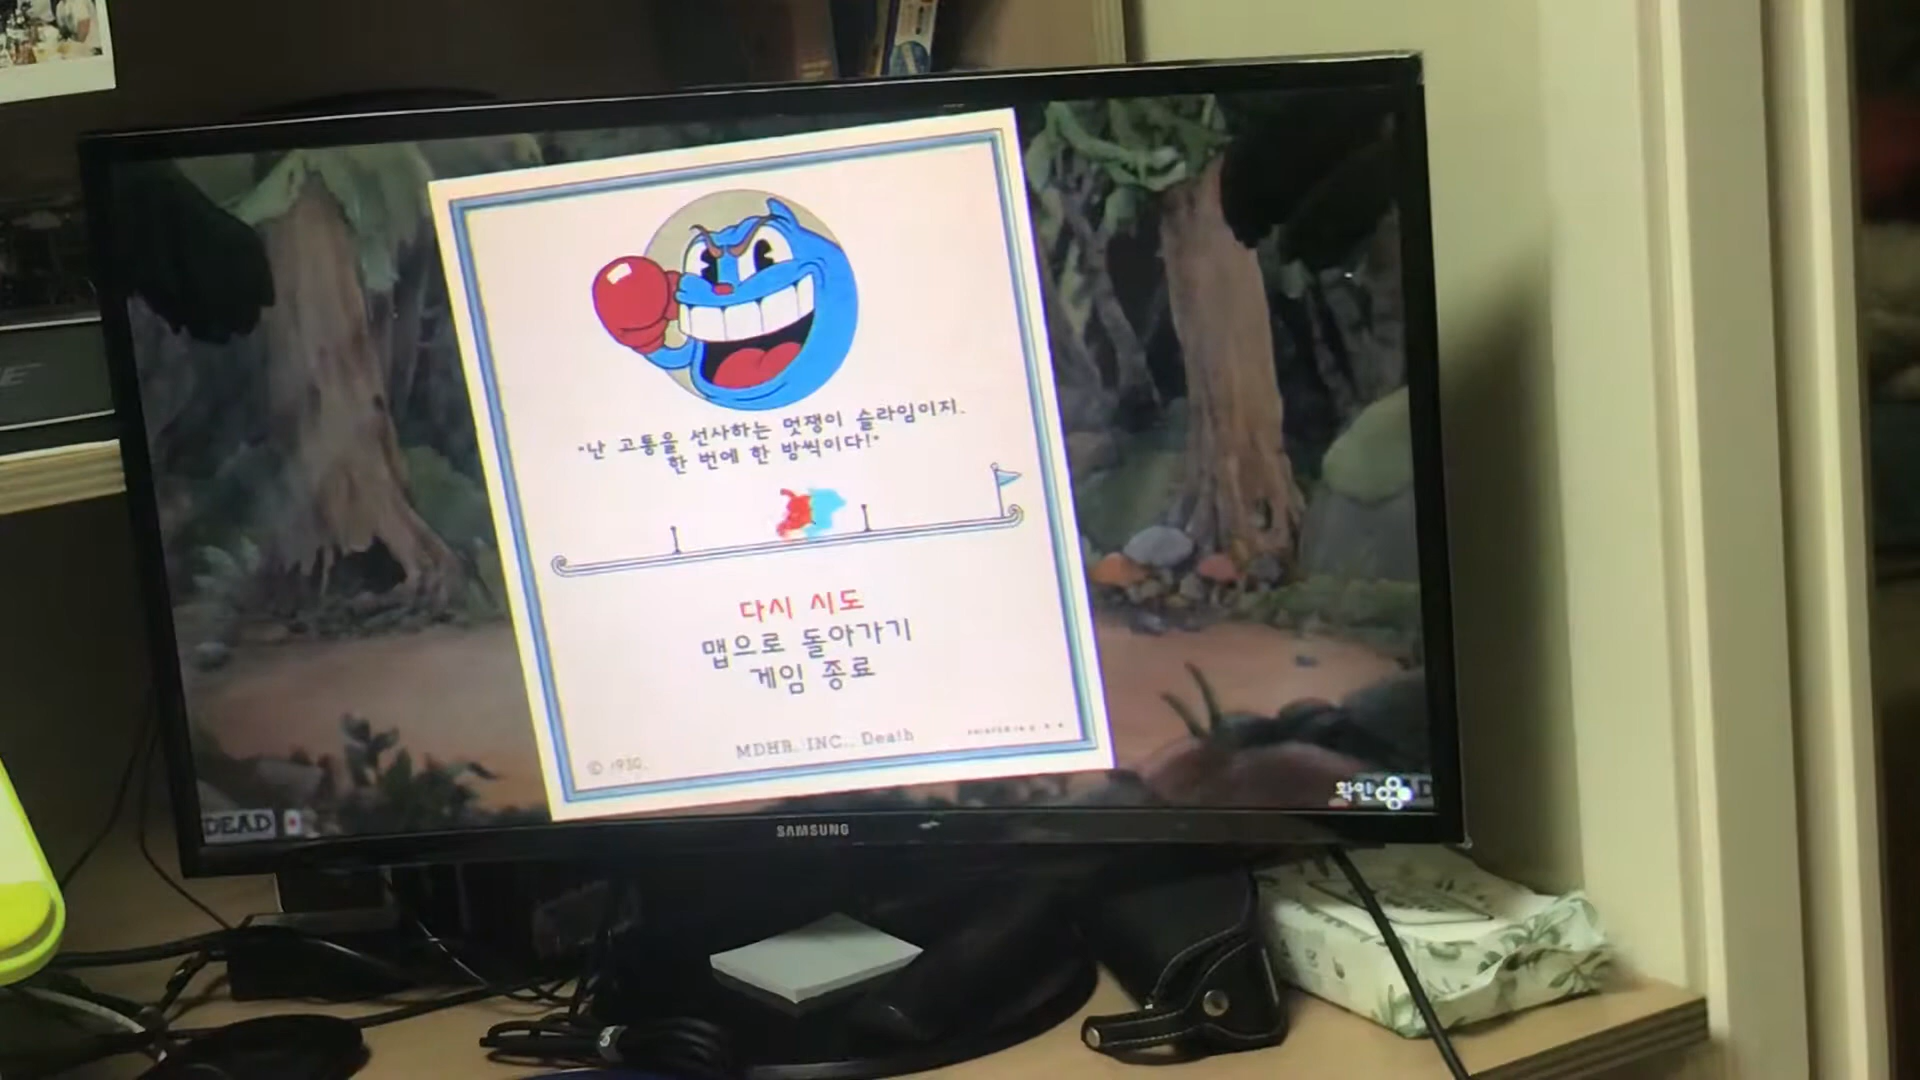 "난 고통을 선사하는 멋쟁이 슬라임이지.
한 번에 한 방씩이다!"
다시 시도
맵으로 돌아가기
게임 종료
© 1930.
MDHR. INC.. Death
확인
DEAD
SAMSUNG